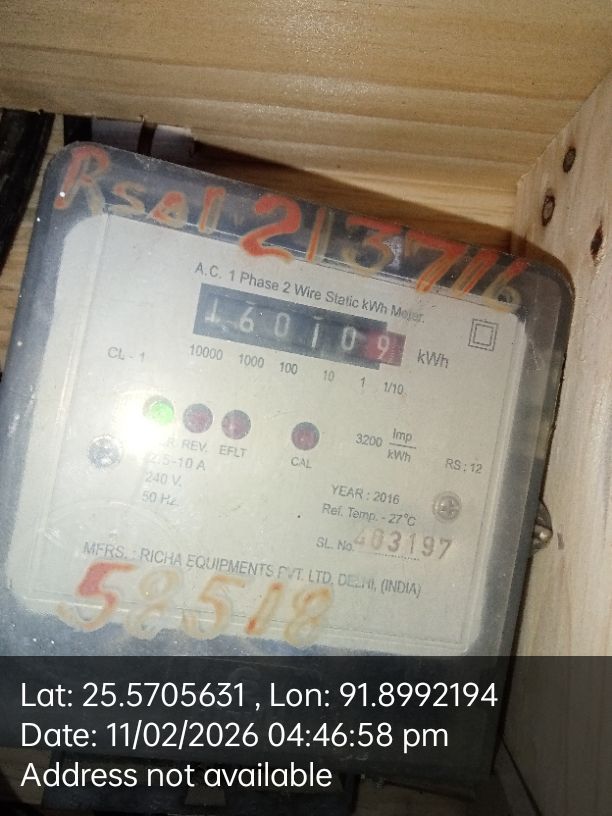 Rsal 213716
A.C. 1 Phase 2 Wire Static kWh Meter.
1 6 0 1 0 9 kWh
CL - 1 10000 1000 100 10 1 1/10
REV. EFLT CAL 3200 Imp/kWh RS : 12
2.5-10 A
240 V.
50 Hz.
YEAR : 2016
Ref. Temp. - 27°C
SL. No. 403197
MFRS. : RICHA EQUIPMENTS PVT. LTD. DELHI, (INDIA)
58518
Lat: 25.5705631 , Lon: 91.8992194
Date: 11/02/2026 04:46:58 pm
Address not available